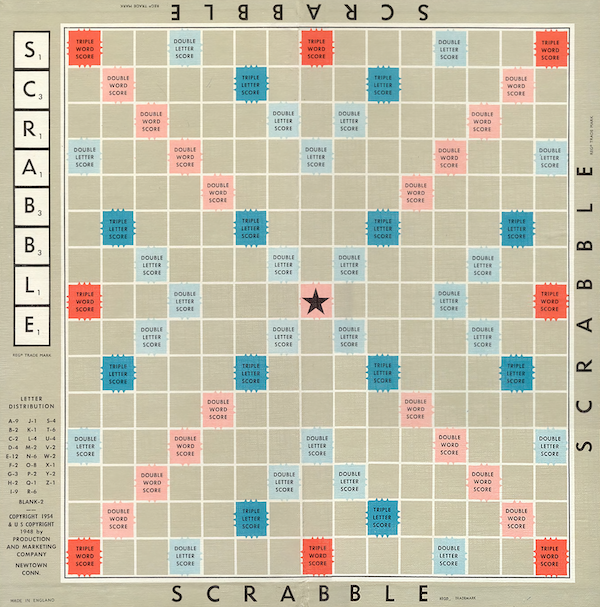 REGD TRADE MARK
SCRABBLE
S1
C3
R1
A1
B3
B3
L1
E1
REGD TRADE MARK
LETTER
DISTRIBUTION
A-9 J-1 S-4
B-2 K-1 T-6
C-2 L-4 U-4
D-4 M-2 V-2
E-12 N-6 W-2
F-2 O-8 X-1
G-3 P-2 Y-2
H-2 Q-1 Z-1
I-9 R-6
BLANK-2
COPYRIGHT 1954
& U S COPYRIGHT
1948 by
PRODUCTION
AND MARKETING
COMPANY
NEWTOWN
CONN.
MADE IN ENGLAND
TRIPLE DOUBLE TRIPLE DOUBLE TRIPLE
WORD LETTER WORD LETTER WORD
SCORE SCORE SCORE SCORE SCORE
DOUBLE TRIPLE TRIPLE DOUBLE
WORD LETTER LETTER WORD
SCORE SCORE SCORE SCORE
DOUBLE DOUBLE DOUBLE DOUBLE
WORD LETTER LETTER WORD
SCORE SCORE SCORE SCORE
DOUBLE DOUBLE DOUBLE DOUBLE DOUBLE
LETTER WORD LETTER WORD LETTER
SCORE SCORE SCORE SCORE SCORE
DOUBLE DOUBLE
WORD WORD
SCORE SCORE
TRIPLE TRIPLE TRIPLE TRIPLE
LETTER LETTER LETTER LETTER
SCORE SCORE SCORE SCORE
DOUBLE DOUBLE DOUBLE DOUBLE
LETTER LETTER LETTER LETTER
SCORE SCORE SCORE SCORE
TRIPLE DOUBLE DOUBLE TRIPLE
WORD LETTER LETTER WORD
SCORE SCORE SCORE SCORE
DOUBLE DOUBLE DOUBLE DOUBLE
LETTER LETTER LETTER LETTER
SCORE SCORE SCORE SCORE
TRIPLE TRIPLE TRIPLE TRIPLE
LETTER LETTER LETTER LETTER
SCORE SCORE SCORE SCORE
DOUBLE DOUBLE
WORD WORD
SCORE SCORE
DOUBLE DOUBLE DOUBLE DOUBLE DOUBLE
LETTER WORD LETTER WORD LETTER
SCORE SCORE SCORE SCORE SCORE
DOUBLE DOUBLE DOUBLE DOUBLE
WORD LETTER LETTER WORD
SCORE SCORE SCORE SCORE
DOUBLE TRIPLE TRIPLE DOUBLE
WORD LETTER LETTER WORD
SCORE SCORE SCORE SCORE
TRIPLE DOUBLE TRIPLE DOUBLE TRIPLE
WORD LETTER WORD LETTER WORD
SCORE SCORE SCORE SCORE SCORE
REGD TRADE MARK
SCRABBLE
SCRABBLE
REGD. TRADEMARK